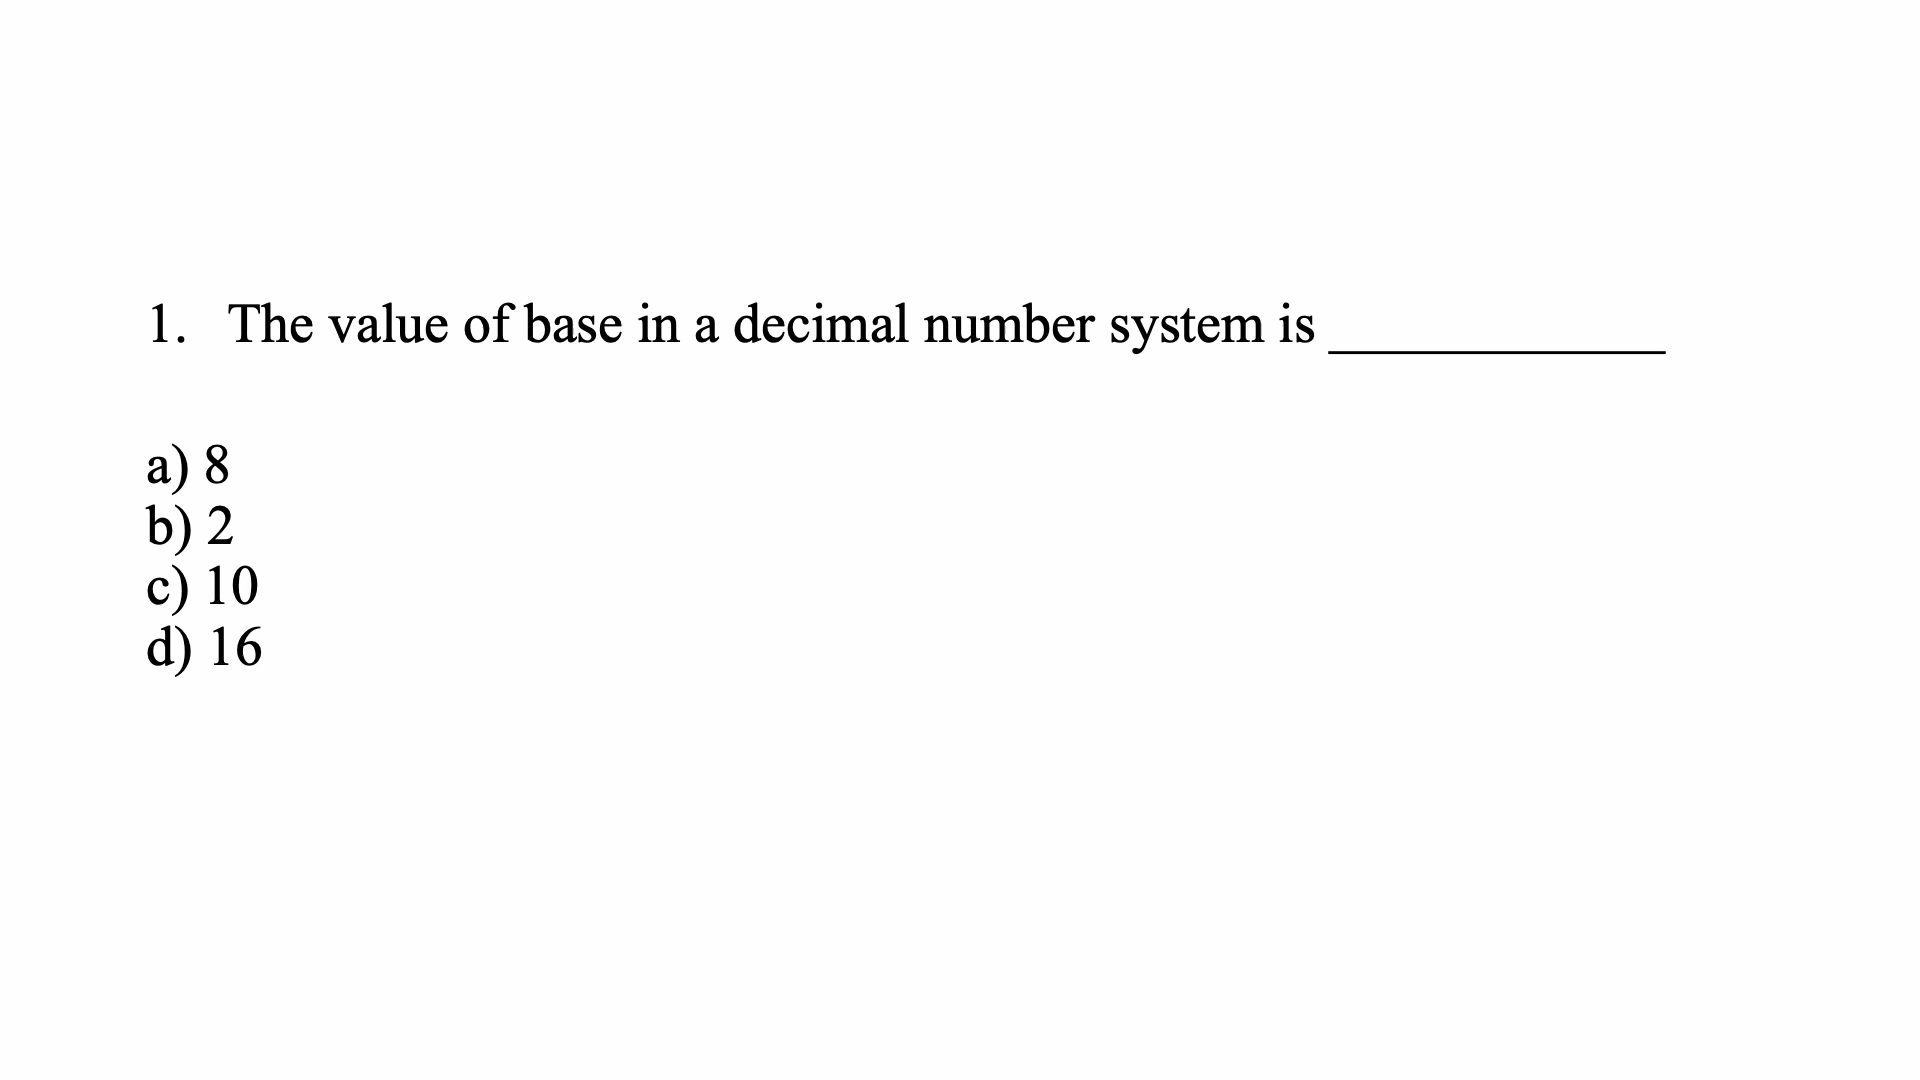 1. The value of base in a decimal number system is ____________
a) 8
b) 2
c) 10
d) 16